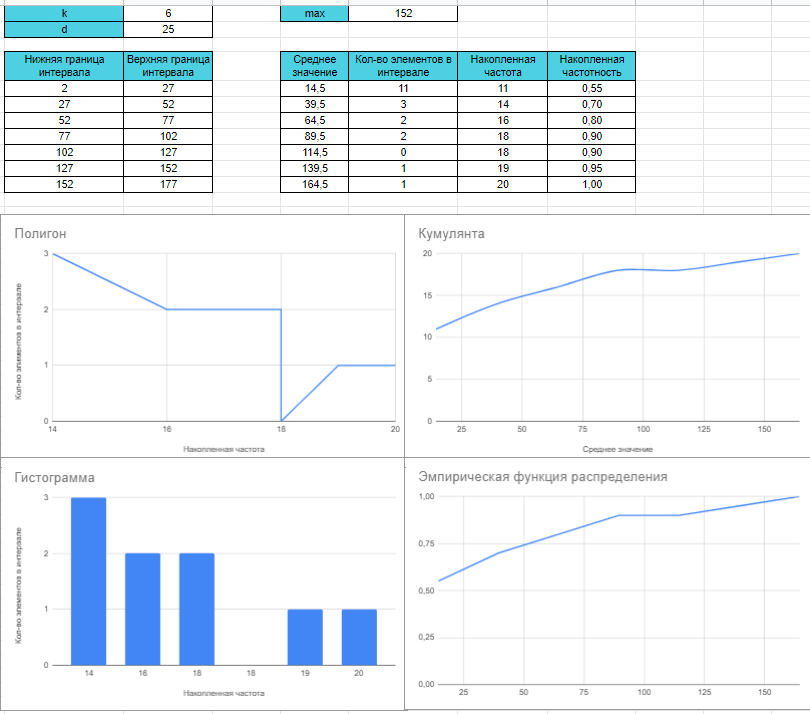 k 6 max 152
d 25
Нижняя граница интервала Верхняя граница интервала Среднее значение Кол-во элементов в интервале Накопленная частота Накопленная частотность
2 27 14,5 11 11 0,55
27 52 39,5 3 14 0,70
52 77 64,5 2 16 0,80
77 102 89,5 2 18 0,90
102 127 114,5 0 18 0,90
127 152 139,5 1 19 0,95
152 177 164,5 1 20 1,00
Полигон
Кол-во элементов в интервале
3
2
1
0
14 16 18 20
Накопленная частота
Кумулянта
20
15
10
5
0
25 50 75 100 125 150
Среднее значение
Гистограмма
Кол-во элементов в интервале
3
2
1
0
14 16 18 18 19 20
Накопленная частота
Эмпирическая функция распределения
1,00
0,75
0,50
0,25
0,00
25 50 75 100 125 150